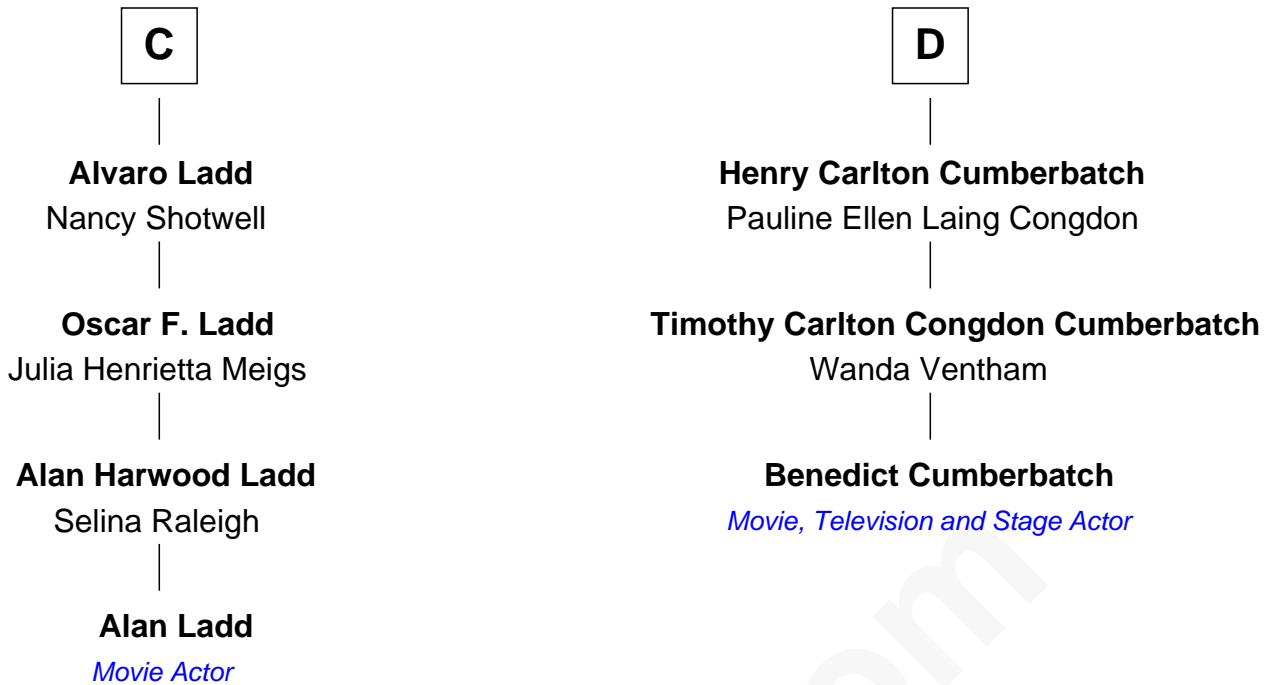 C
Alvaro Ladd
Nancy Shotwell
Oscar F. Ladd
Julia Henrietta Meigs
Alan Harwood Ladd
Selina Raleigh
Alan Ladd
Movie Actor
D
Henry Carlton Cumberbatch
Pauline Ellen Laing Congdon
Timothy Carlton Congdon Cumberbatch
Wanda Ventham
Benedict Cumberbatch
Movie, Television and Stage Actor
om